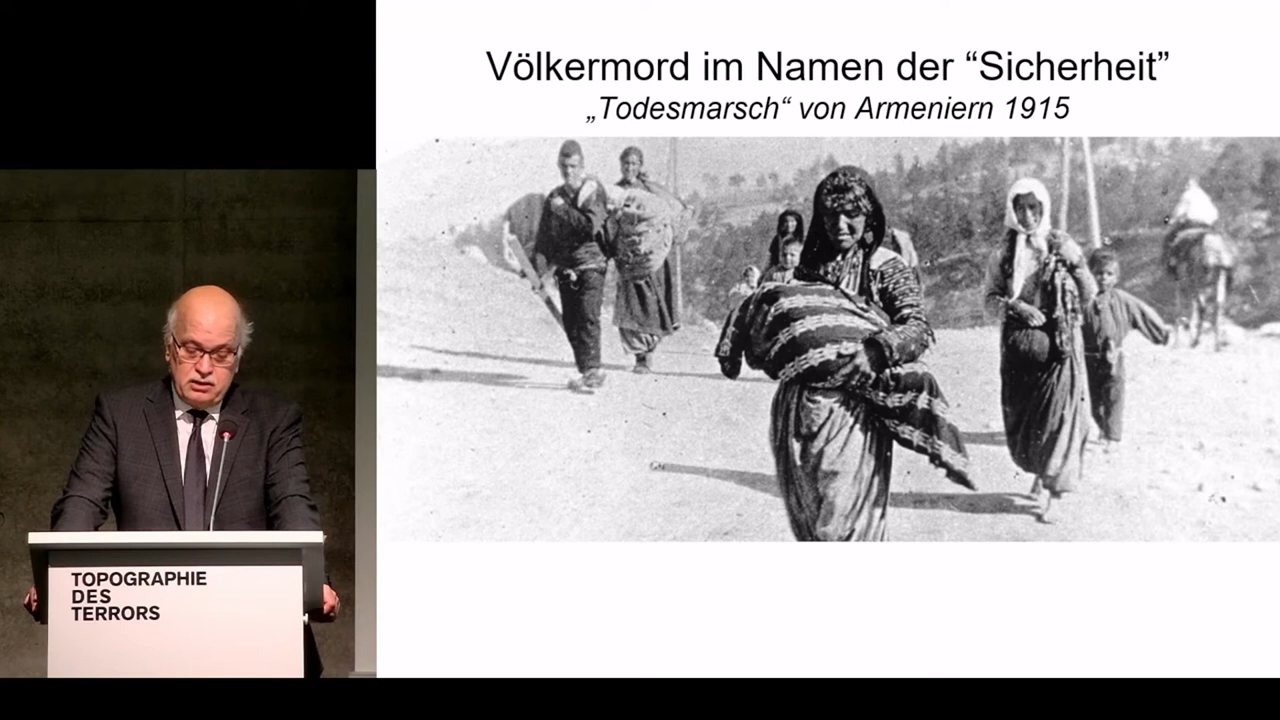 Völkermord im Namen der “Sicherheit”
„Todesmarsch“ von Armeniern 1915
TOPOGRAPHIE
DES
TERRORS